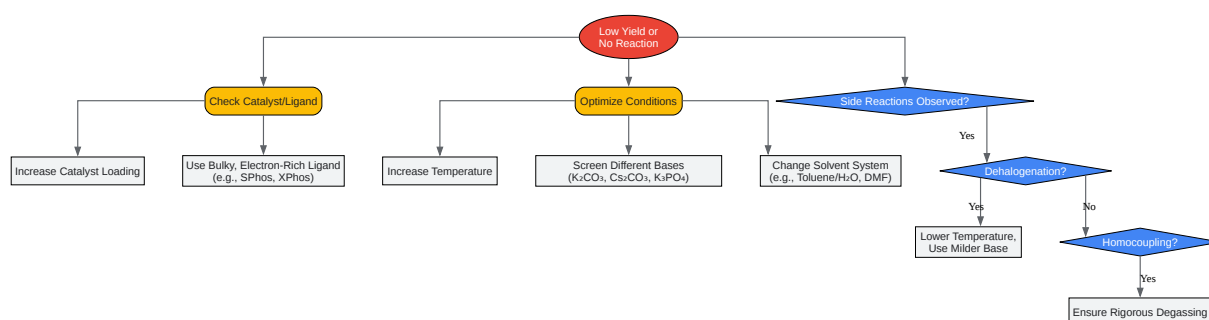 Low Yield or
No Reaction
Check Catalyst/Ligand
Optimize Conditions
Side Reactions Observed?
Yes
Increase Catalyst Loading
Use Bulky, Electron-Rich Ligand
(e.g., SPhos, XPhos)
Increase Temperature
Screen Different Bases
(K₂CO₃, Cs₂CO₃, K₃PO₄)
Change Solvent System
(e.g., Toluene/H₂O, DMF)
Dehalogenation?
Yes
No
Lower Temperature,
Use Milder Base
Homocoupling?
Yes
Ensure Rigorous Degassing